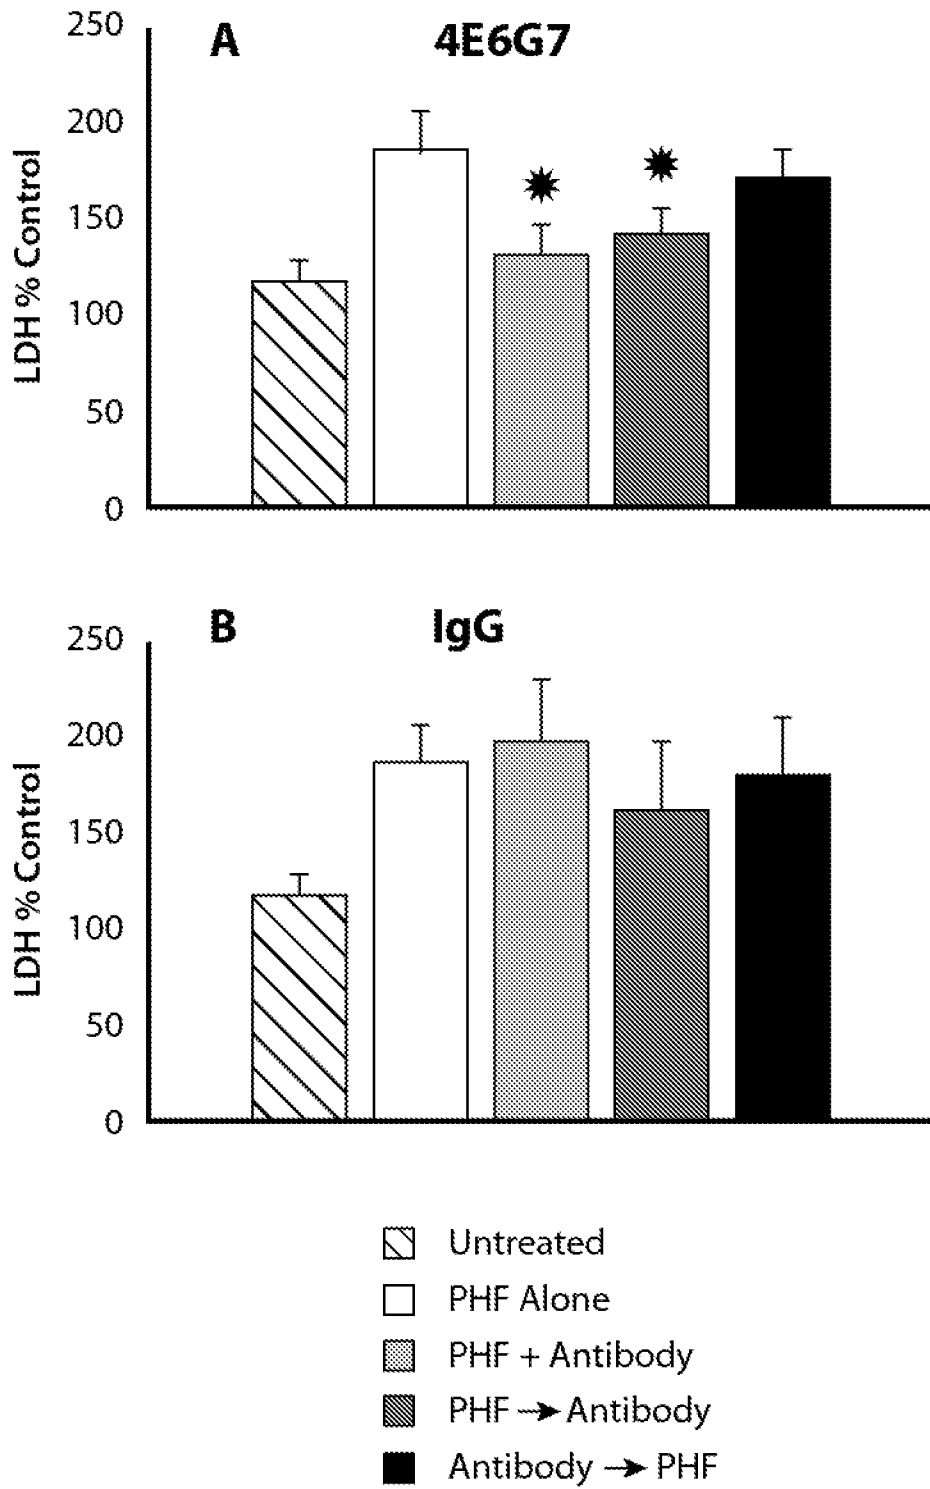 A 4E6G7
250
200
150
100
50
0
LDH % Control
B IgG
250
200
150
100
50
0
LDH % Control
Untreated
PHF Alone
PHF + Antibody
PHF → Antibody
Antibody → PHF